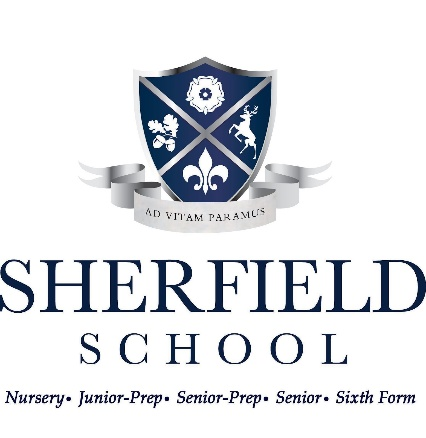 AD VITAM PARAMUS
SHERFIELD
SCHOOL
Nursery• Junior-Prep• Senior-Prep• Senior• Sixth Form